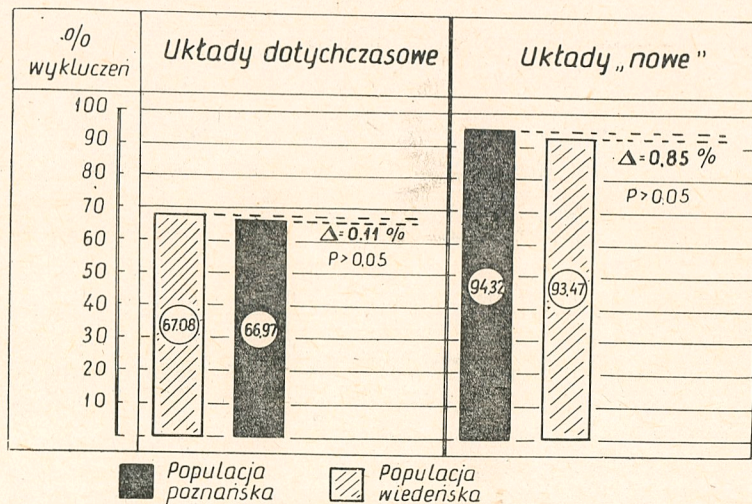 %
wykluczeń
Układy dotychczasowe
Układy „nowe”
100
90
80
70
60
50
40
30
20
10
Δ=0.11 %
P>0,05
67.08
66,97
Δ=0,85 %
P>0.05
94,32
93,47
Populacja
poznańska
Populacja
wiedeńska